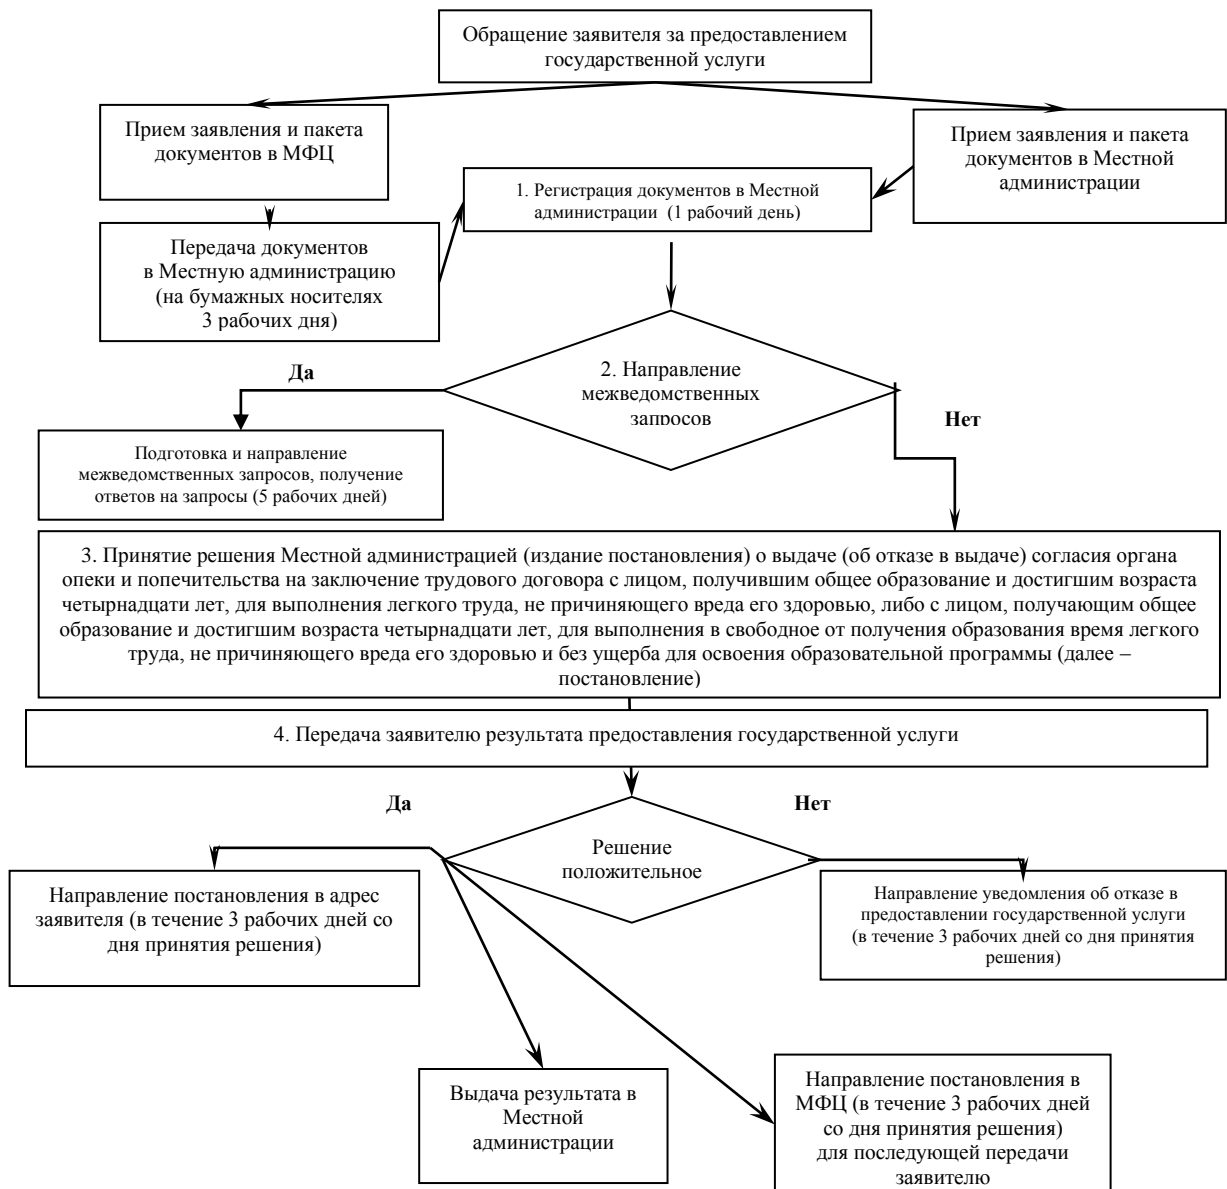 Обращение заявителя за предоставлением
государственной услуги
Прием заявления и пакета
документов в МФЦ
Прием заявления и пакета
документов в Местной
администрации
1. Регистрация документов в Местной
администрации (1 рабочий день)
Передача документов
в Местную администрацию
(на бумажных носителях
3 рабочих дня)
2. Направление
межведомственных
запросов
Да
Нет
Подготовка и направление
межведомственных запросов, получение
ответов на запросы (5 рабочих дней)
3. Принятие решения Местной администрацией (издание постановления) о выдаче (об отказе в выдаче) согласия органа
опеки и попечительства на заключение трудового договора с лицом, получившим общее образование и достигшим возраста
четырнадцати лет, для выполнения легкого труда, не причиняющего вреда его здоровью, либо с лицом, получающим общее
образование и достигшим возраста четырнадцати лет, для выполнения в свободное от получения образования время легкого
труда, не причиняющего вреда его здоровью и без ущерба для освоения образовательной программы (далее –
постановление)
4. Передача заявителю результата предоставления государственной услуги
Да
Нет
Решение
положительное
Направление постановления в адрес
заявителя (в течение 3 рабочих дней со
дня принятия решения)
Направление уведомления об отказе в
предоставлении государственной услуги
(в течение 3 рабочих дней со дня принятия
решения)
Выдача результата в
Местной
администрации
Направление постановления в
МФЦ (в течение 3 рабочих дней
со дня принятия решения)
для последующей передачи
заявителю